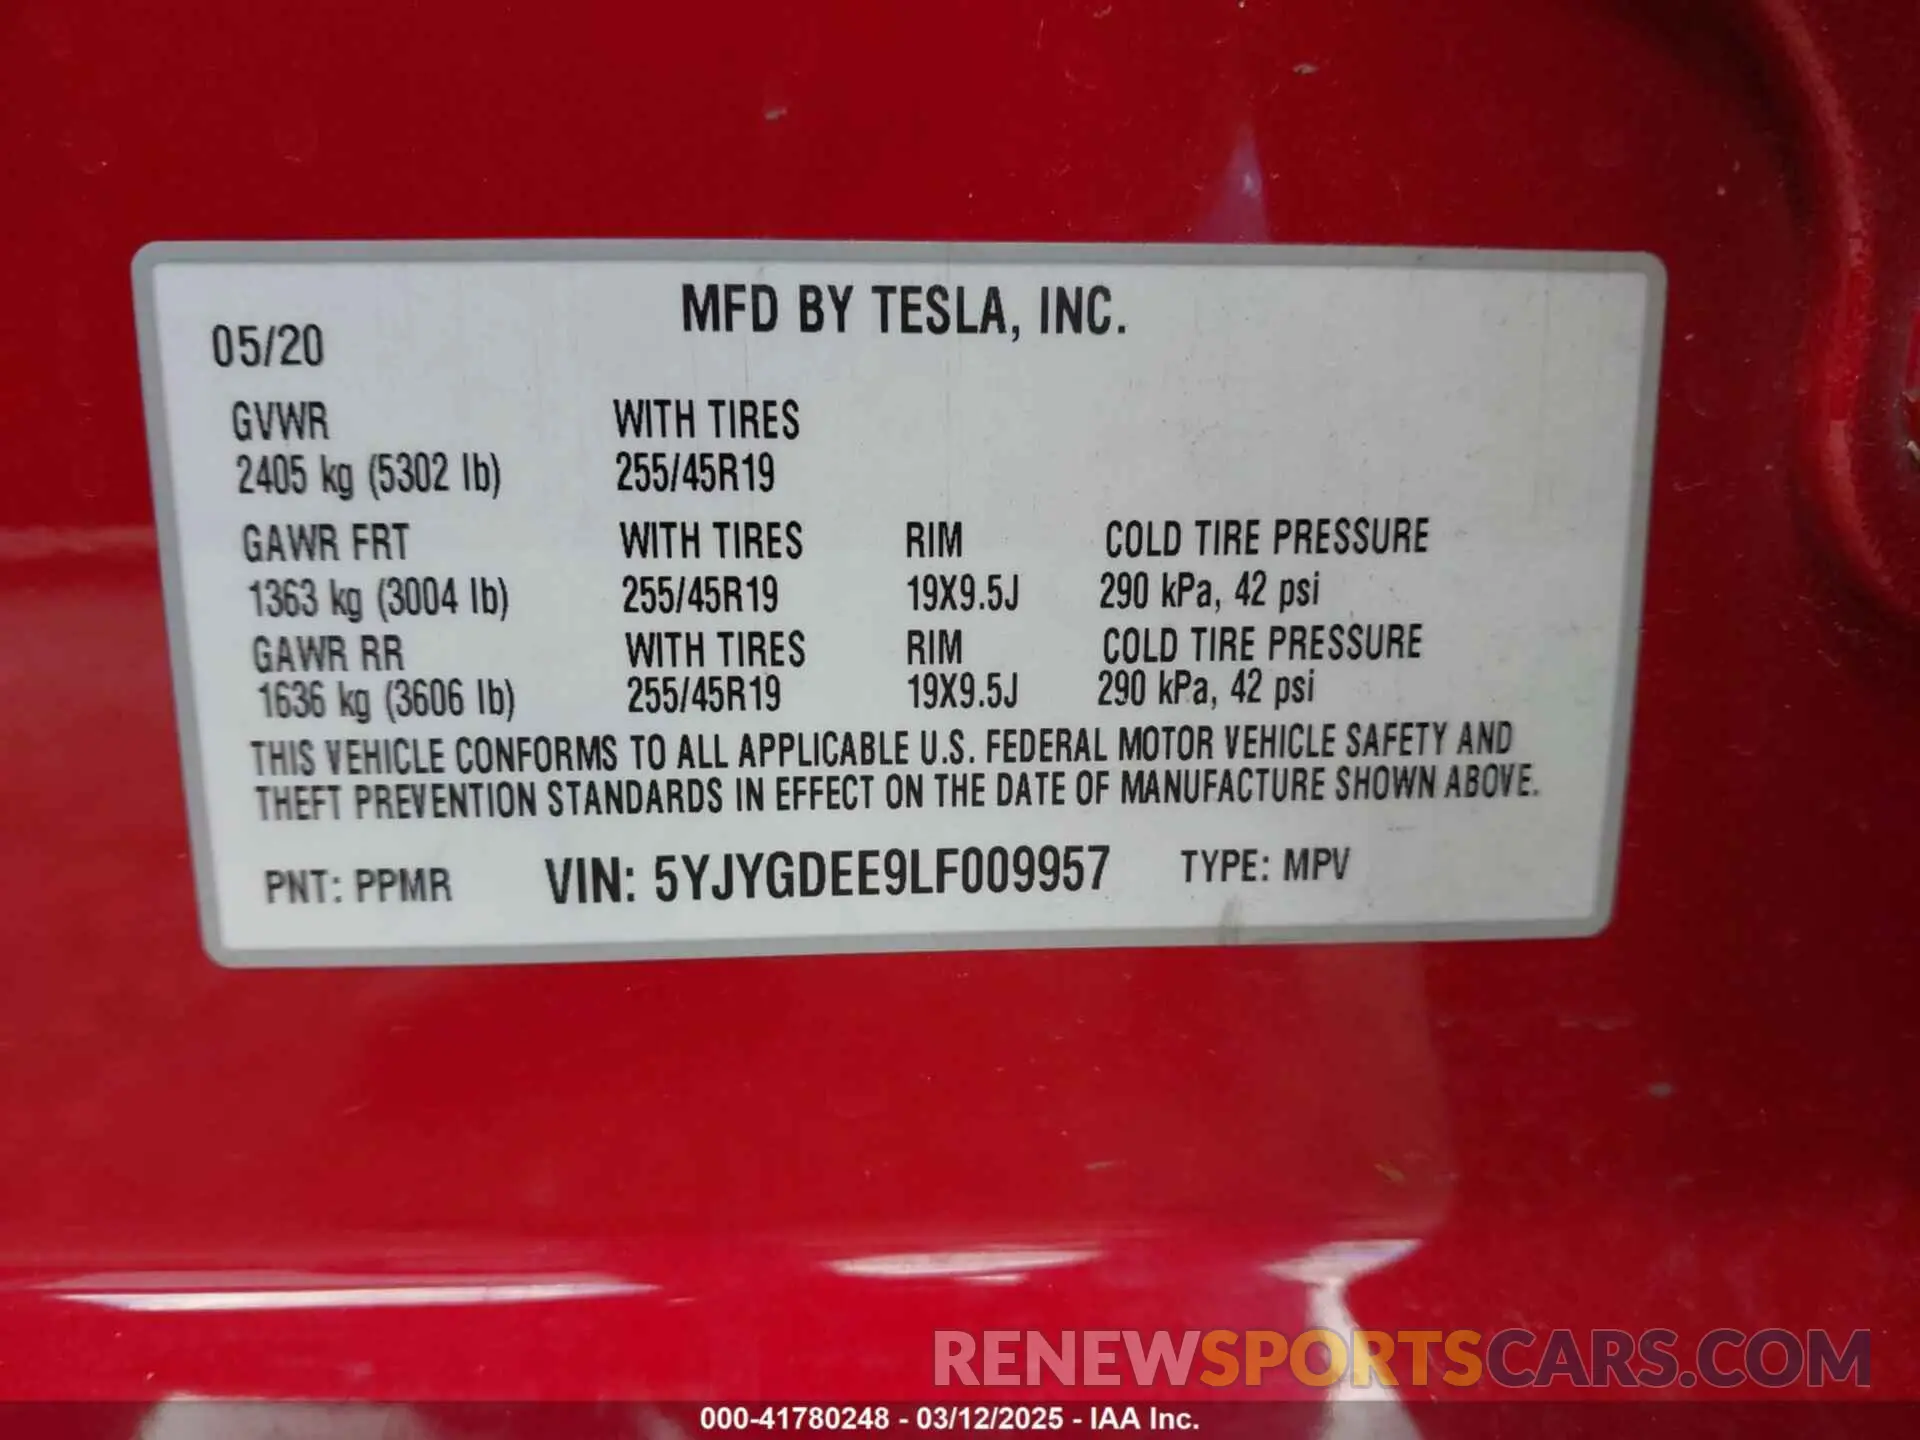 MFD BY TESLA, INC.
05/20
GVWR WITH TIRES
2405 kg (5302 lb) 255/45R19
GAWR FRT WITH TIRES RIM COLD TIRE PRESSURE
1363 kg (3004 lb) 255/45R19 19X9.5J 290 kPa, 42 psi
GAWR RR WITH TIRES RIM COLD TIRE PRESSURE
1636 kg (3606 lb) 255/45R19 19X9.5J 290 kPa, 42 psi
THIS VEHICLE CONFORMS TO ALL APPLICABLE U.S. FEDERAL MOTOR VEHICLE SAFETY AND
THEFT PREVENTION STANDARDS IN EFFECT ON THE DATE OF MANUFACTURE SHOWN ABOVE.
PNT: PPMR VIN: 5YJYGDEE9LF009957 TYPE: MPV
RENEWSPORTSCARS.COM
000-41780248 - 03/12/2025 - IAA Inc.